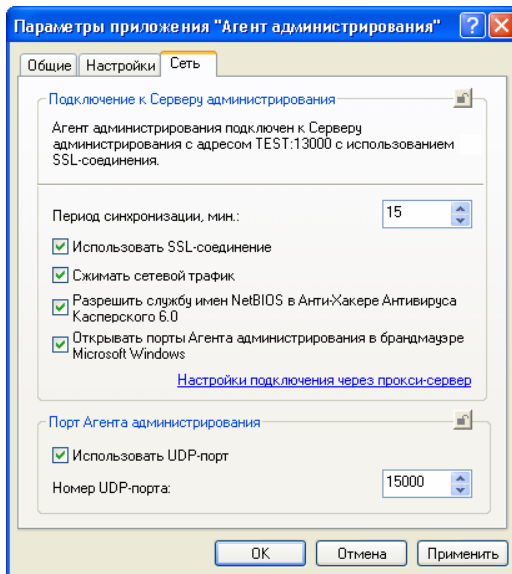 Параметры приложения "Агент администрирования"
Общие Настройки Сеть
Подключение к Серверу администрирования
Агент администрирования подключен к Серверу
администрирования с адресом TEST:13000 с использованием
SSL-соединения.
Период синхронизации, мин.: 15
Использовать SSL-соединение
Сжимать сетевой трафик
Разрешить службу имен NetBIOS в Анти-Хакере Антивируса
Касперского 6.0
Открывать порты Агента администрирования в брандмауэре
Microsoft Windows
Настройки подключения через прокси-сервер
Порт Агента администрирования
Использовать UDP-порт
Номер UDP-порта: 15000
OK Отмена Применить